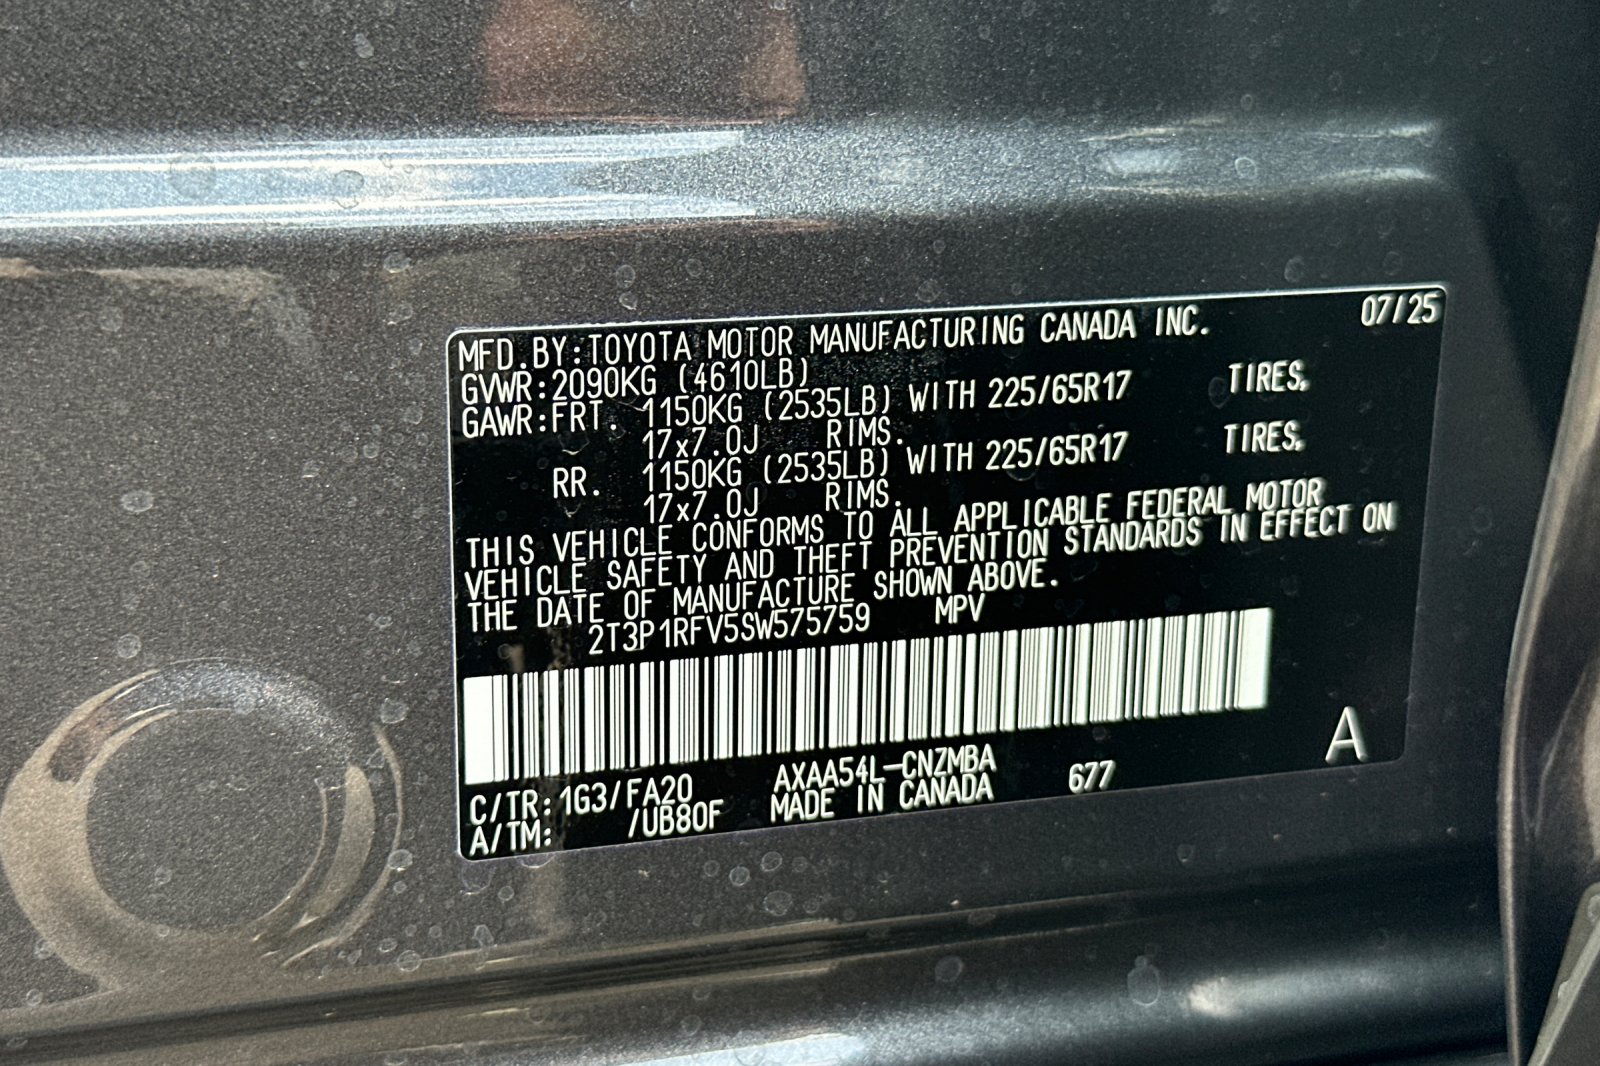 07/25
MFD.BY:TOYOTA MOTOR MANUFACTURING CANADA INC.
GVWR:2090KG (4610LB)
GAWR:FRT. 1150KG (2535LB) WITH 225/65R17 TIRES,
17x7.0J RIMS.
RR. 1150KG (2535LB) WITH 225/65R17 TIRES,
17x7.0J RIMS.
THIS VEHICLE CONFORMS TO ALL APPLICABLE FEDERAL MOTOR
VEHICLE SAFETY AND THEFT PREVENTION STANDARDS IN EFFECT ON
THE DATE OF MANUFACTURE SHOWN ABOVE.
2T3P1RFV5SW575759 MPV
A
C/TR:1G3/FA20 AXAA54L-CNZMBA 677
A/TM: /UB80F MADE IN CANADA